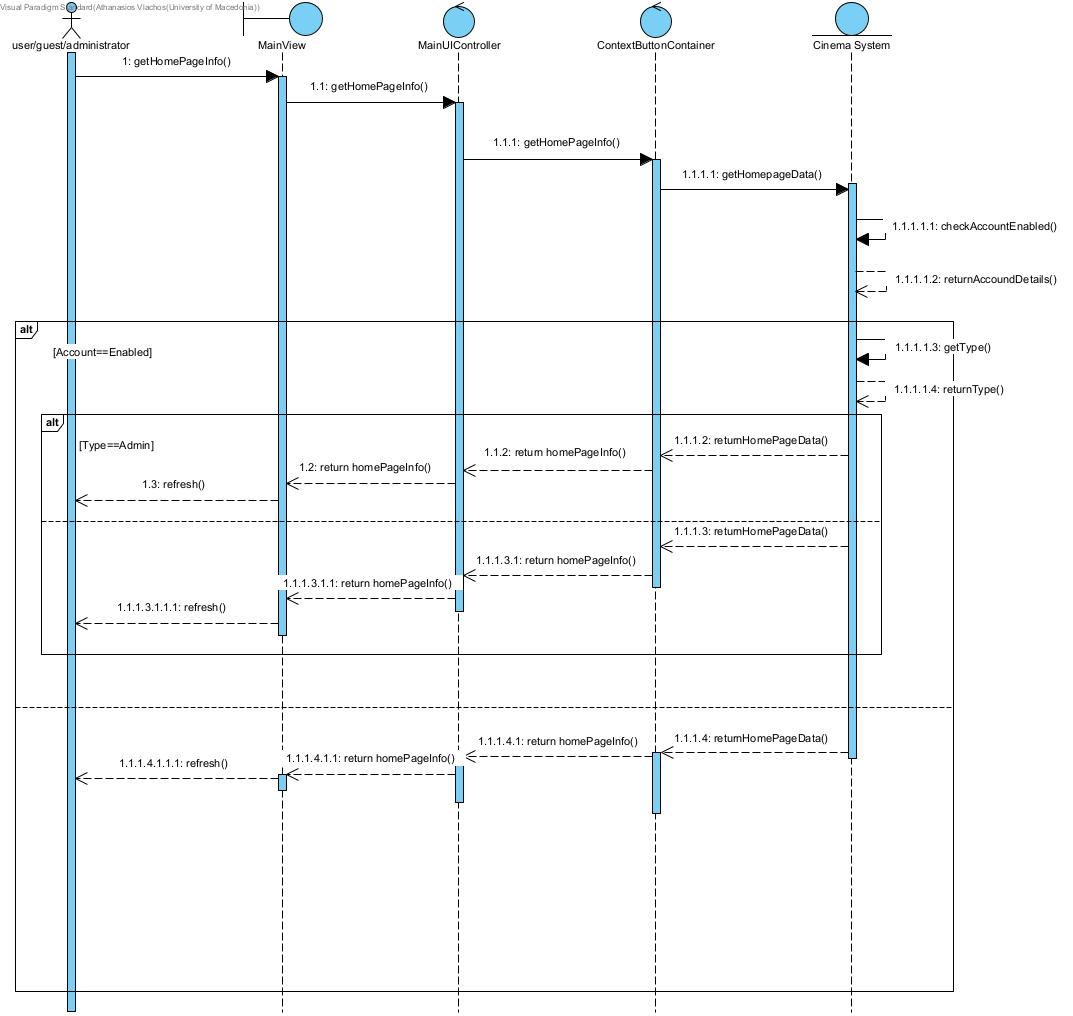 Visual Paradigm Standard(Athanasios Vlachos(University of Macedonia))
user/guest/administrator
MainView
MainUIController
ContextButtonContainer
Cinema System
1: getHomePageInfo()
1.1: getHomePageInfo()
1.1.1: getHomePageInfo()
1.1.1.1: getHomepageData()
1.1.1.1.1: checkAccountEnabled()
1.1.1.1.2: returnAccoundDetails()
alt
[Account==Enabled]
1.1.1.1.3: getType()
1.1.1.1.4: returnType()
alt
[Type==Admin]
1.1.1.2: returnHomePageData()
1.1.2: return homePageInfo()
1.2: return homePageInfo()
1.3: refresh()
1.1.1.3: returnHomePageData()
1.1.1.3.1: return homePageInfo()
1.1.1.3.1.1: return homePageInfo()
1.1.1.3.1.1.1: refresh()
1.1.1.4: returnHomePageData()
1.1.1.4.1: return homePageInfo()
1.1.1.4.1.1: return homePageInfo()
1.1.1.4.1.1.1: refresh()